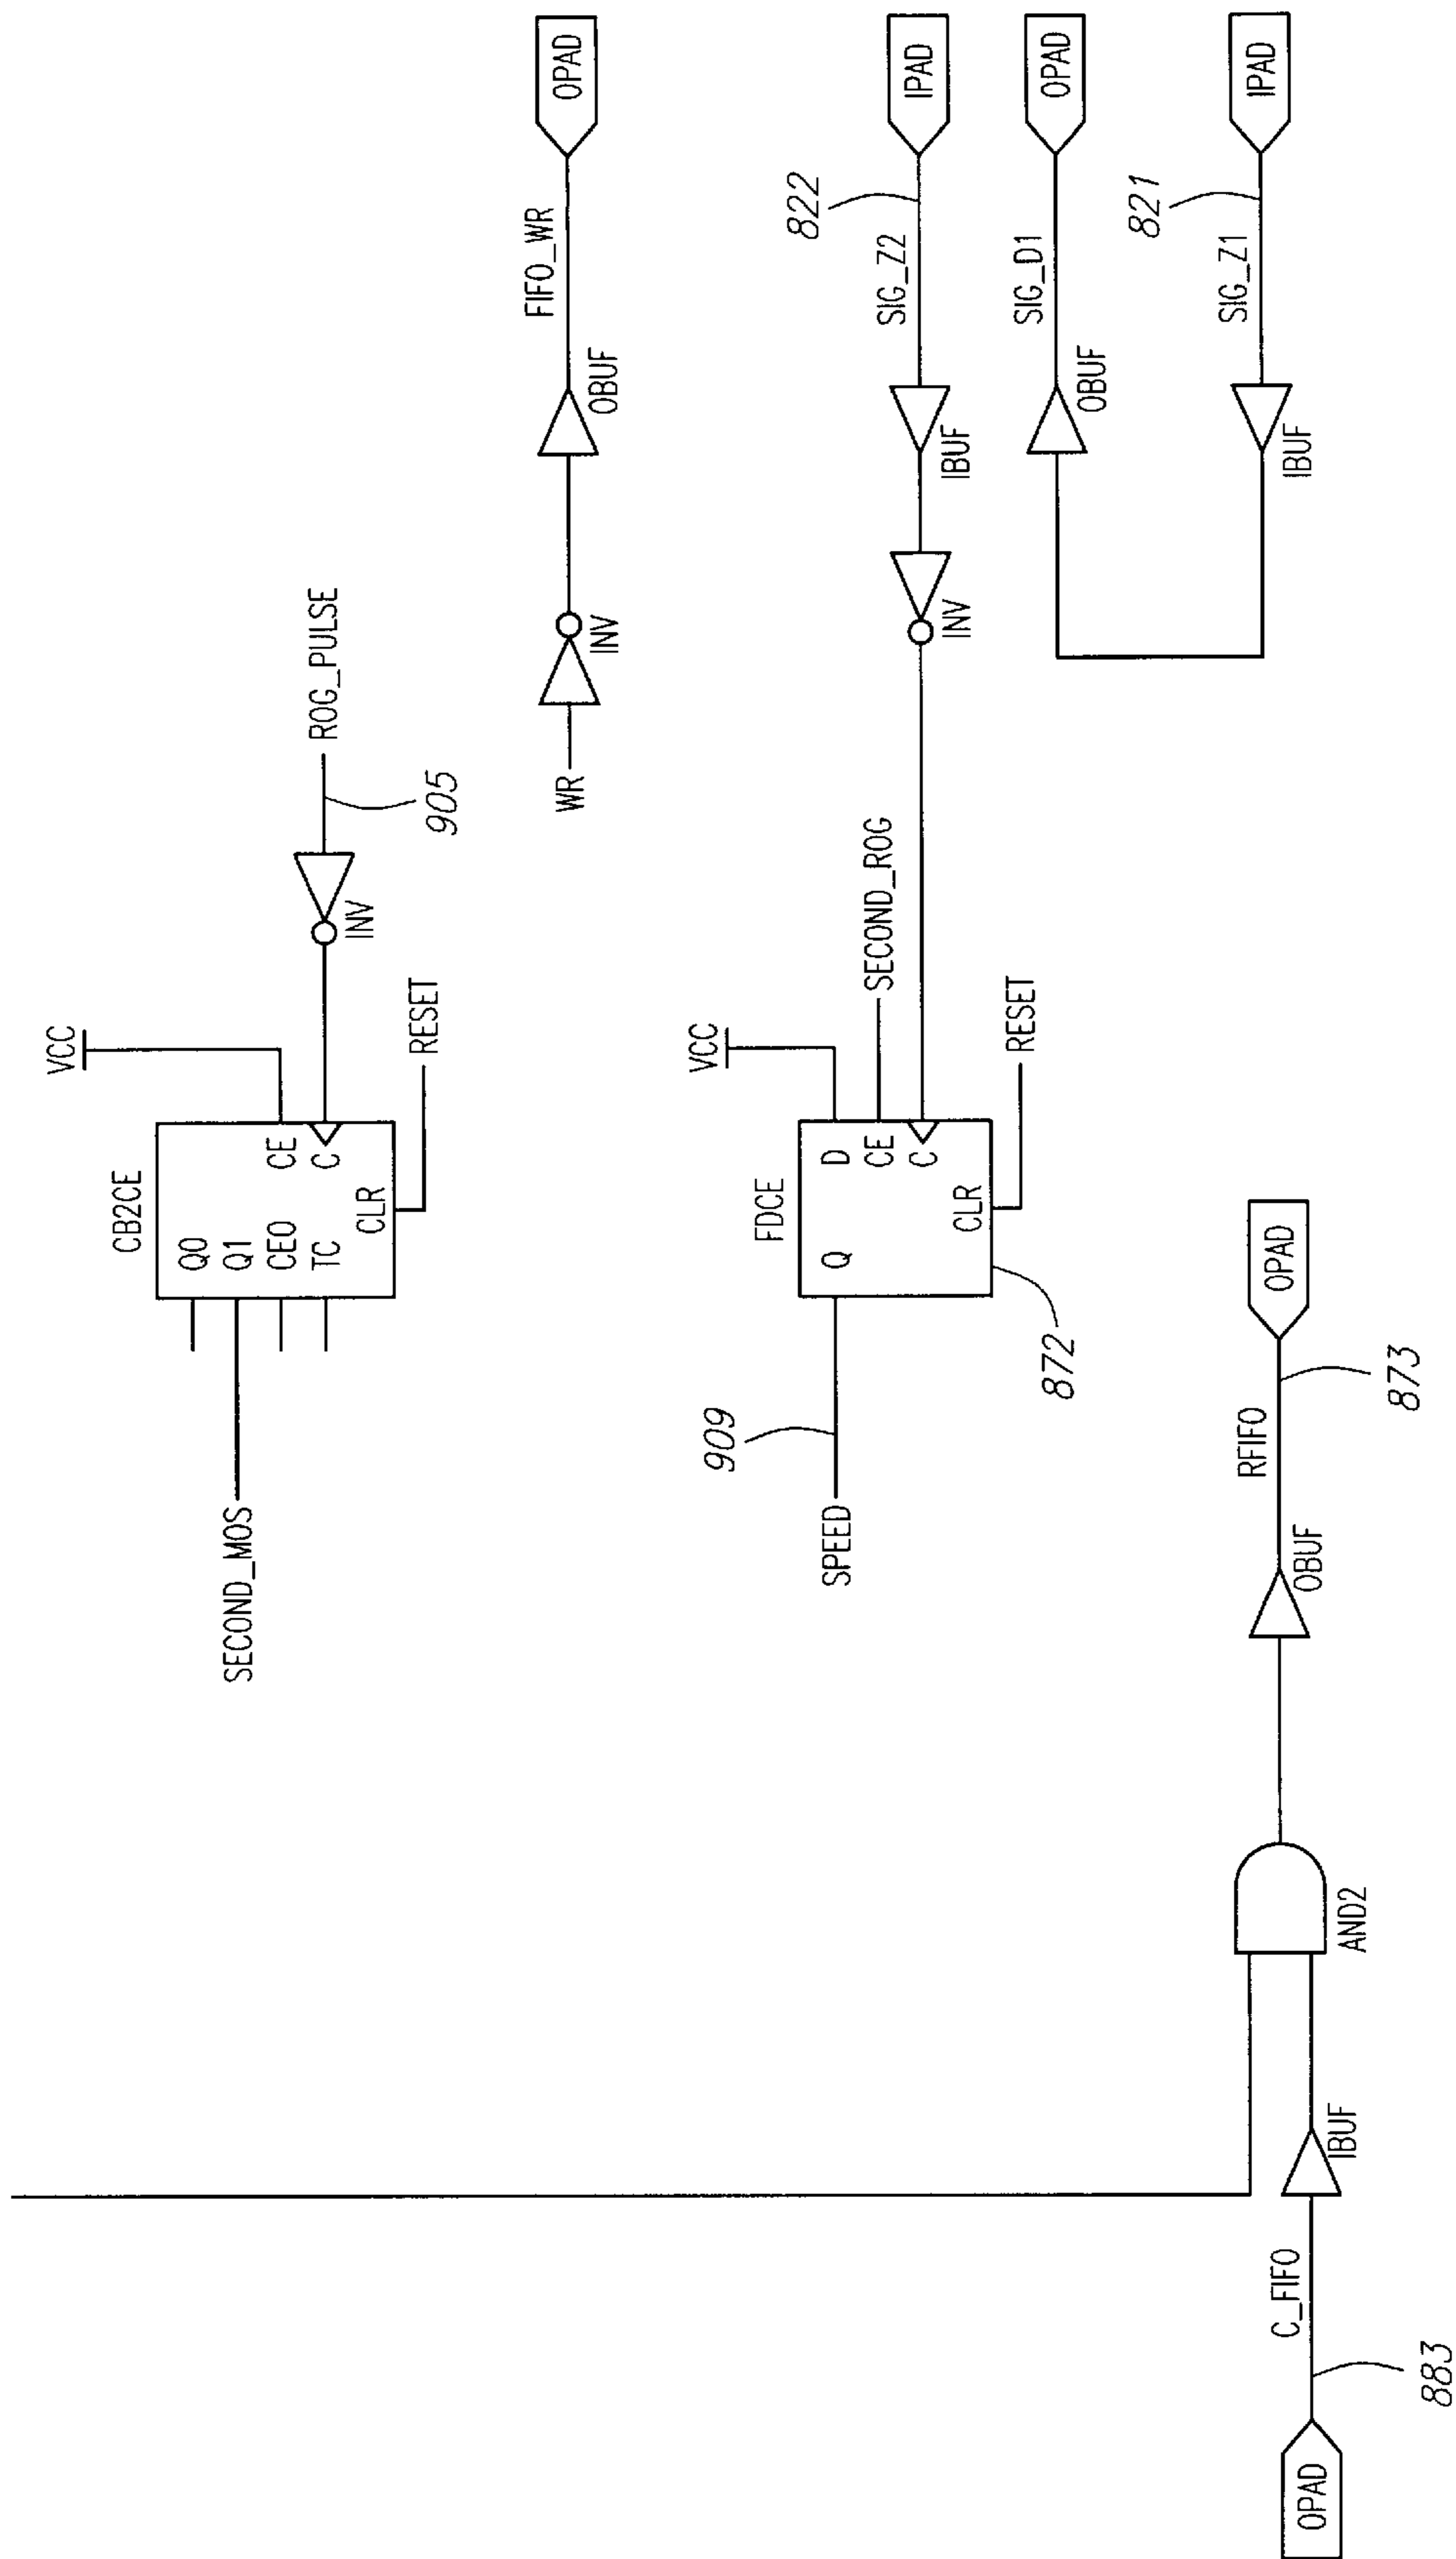 VCC
CB2CE
Q0
Q1
CEO
TC
CE
C
CLR
SECOND_MOS
INV
905
ROG_PULSE
RESET
WR
INV
OBUF
FIFO_WR
OPAD
VCC
FDCE
Q
D
CE
C
CLR
SPEED
909
872
SECOND_ROG
RESET
INV
IBUF
SIG_Z2
822
IPAD
OBUF
SIG_D1
OPAD
IBUF
SIG_Z1
821
IPAD
OPAD
883
C_FIFO
IBUF
AND2
OBUF
RFIFO
873
OPAD